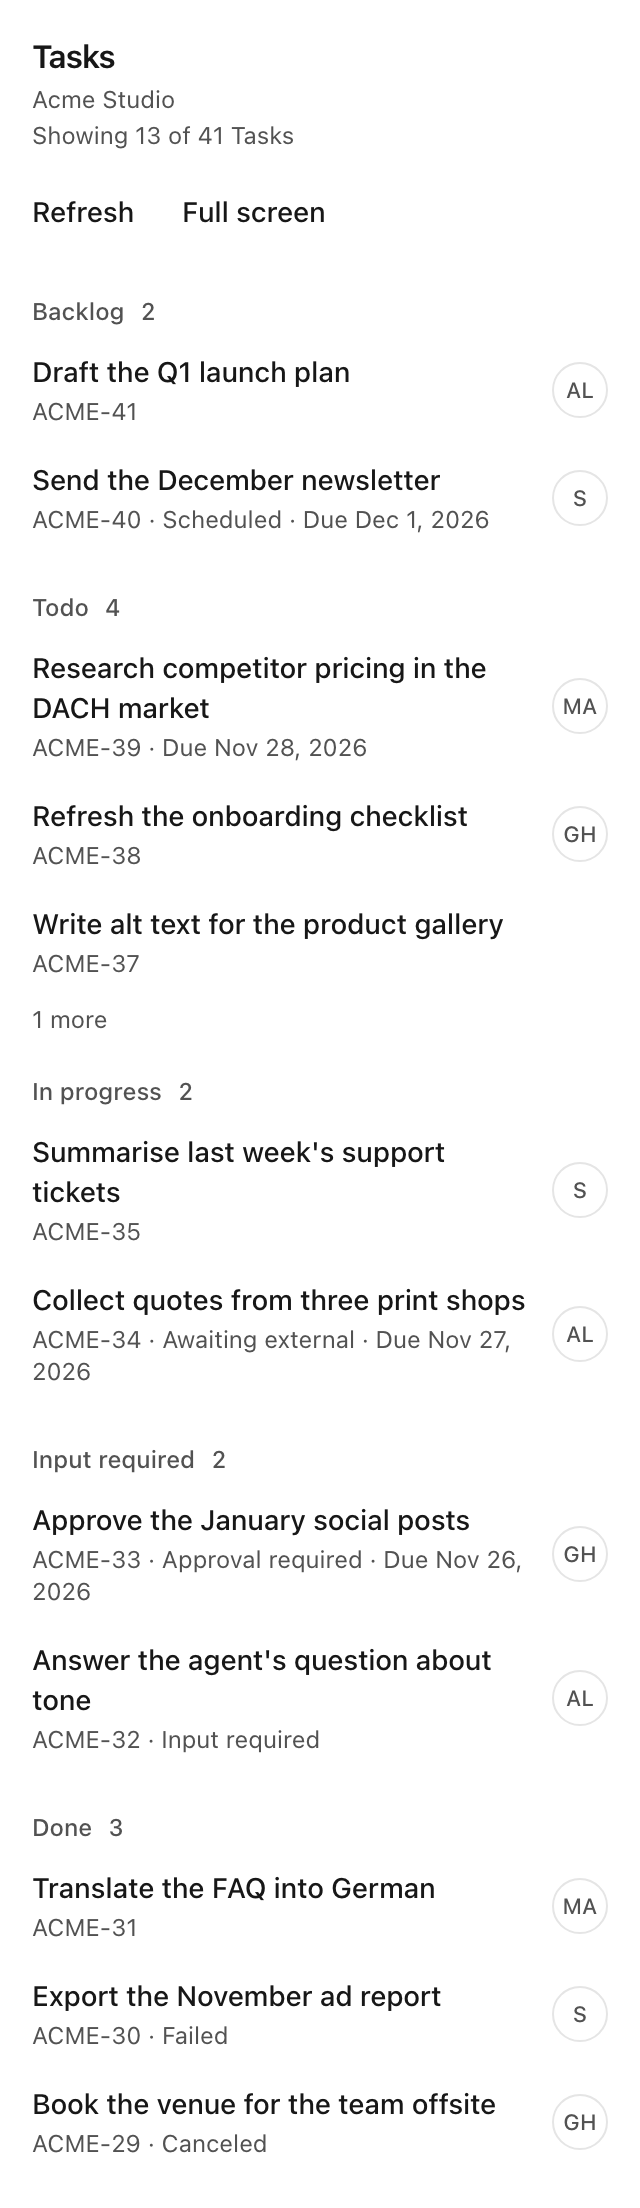 Tasks
Acme Studio
Showing 13 of 41 Tasks
Refresh Full screen
Backlog 2
Draft the Q1 launch plan
AL
ACME-41
Send the December newsletter
S
ACME-40 · Scheduled · Due Dec 1, 2026
Todo 4
Research competitor pricing in the
DACH market
MA
ACME-39 · Due Nov 28, 2026
Refresh the onboarding checklist
GH
ACME-38
Write alt text for the product gallery
ACME-37
1 more
In progress 2
Summarise last week's support
tickets
S
ACME-35
Collect quotes from three print shops
AL
ACME-34 · Awaiting external · Due Nov 27,
2026
Input required 2
Approve the January social posts
GH
ACME-33 · Approval required · Due Nov 26,
2026
Answer the agent's question about
tone
AL
ACME-32 · Input required
Done 3
Translate the FAQ into German
MA
ACME-31
Export the November ad report
S
ACME-30 · Failed
Book the venue for the team offsite
GH
ACME-29 · Canceled